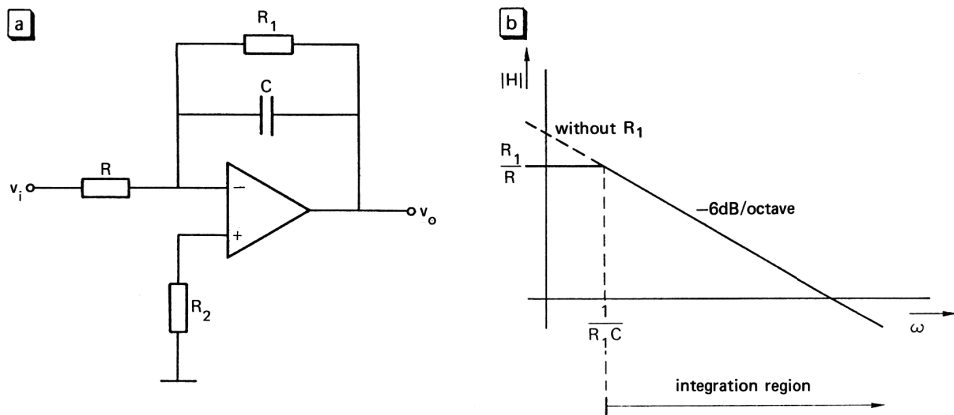 a
R₁
C
R
vᵢ
−
+
vₒ
R₂
b
|H|
without R₁
R₁
R
−6dB/octave
1
R₁C
ω
integration region